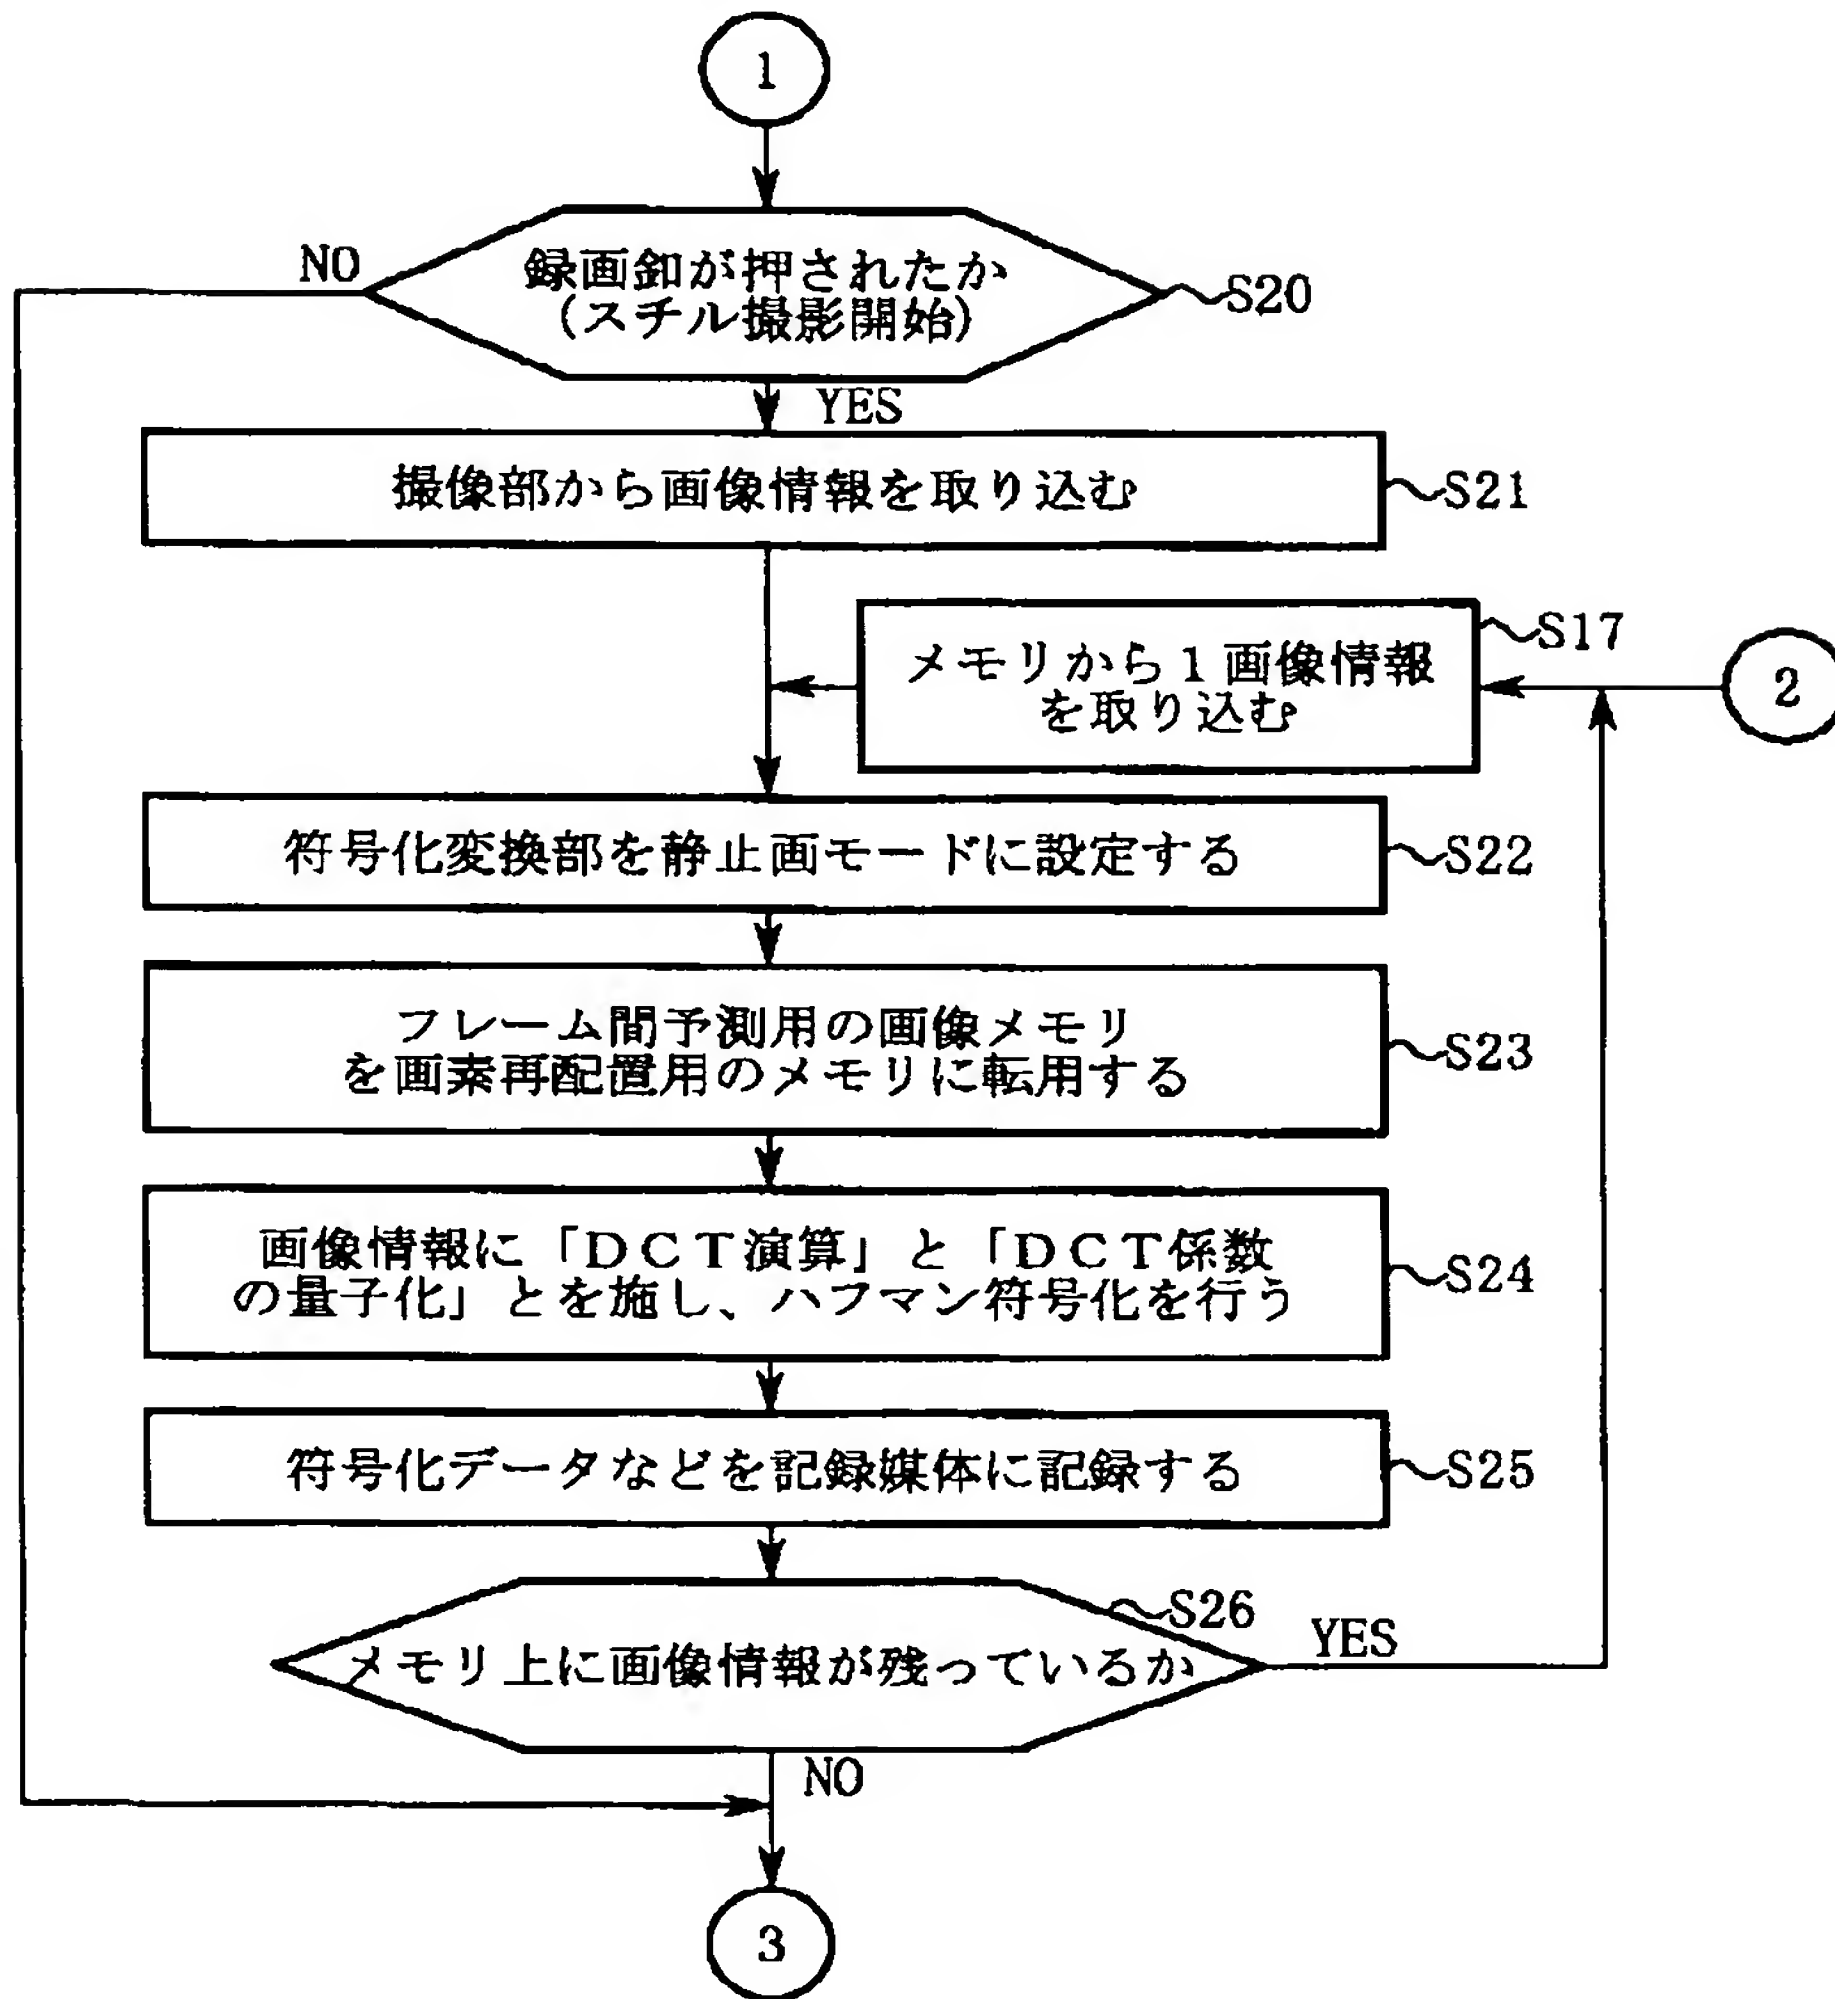 1
NO
録画釦が押されたか
(スチル撮影開始)
S20
YES
撮像部から画像情報を取り込む
S21
S17
メモリから1画像情報
を取り込む
2
符号化変換部を静止画モードに設定する
S22
フレーム間予測用の画像メモリ
を画素再配置用のメモリに転用する
S23
画像情報に「DCT演算」と「DCT係数
の量子化」とを施し、ハフマン符号化を行う
S24
符号化データなどを記録媒体に記録する
S25
S26
メモリ上に画像情報が残っているか
YES
NO
3